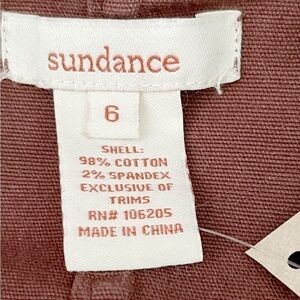 sundance
6
SHELL:
98% COTTON
2% SPANDEX
EXCLUSIVE OF
TRIMS
RN# 106205
MADE IN CHINA